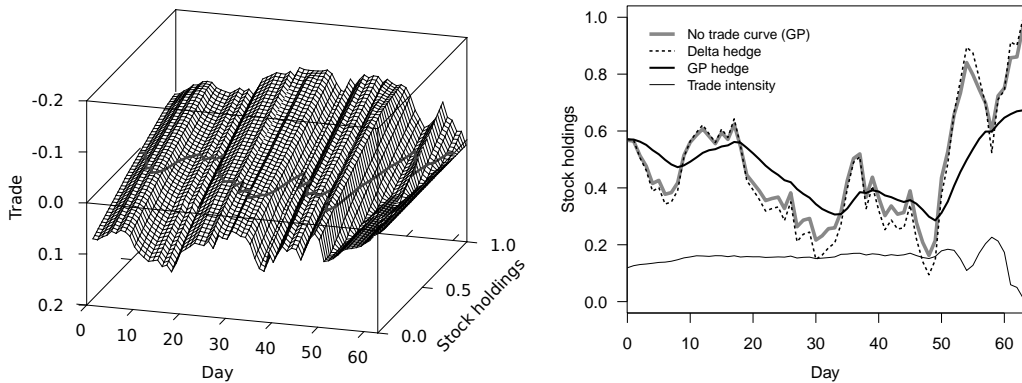 -0.2
-0.1
0.0
0.1
0.2
Trade
0
10
20
30
40
50
60
Day
0.0
0.5
1.0
Stock holdings
No trade curve (GP)
Delta hedge
GP hedge
Trade intensity
1.0
0.8
0.6
0.4
0.2
0.0
Stock holdings
0 10 20 30 40 50 60
Day